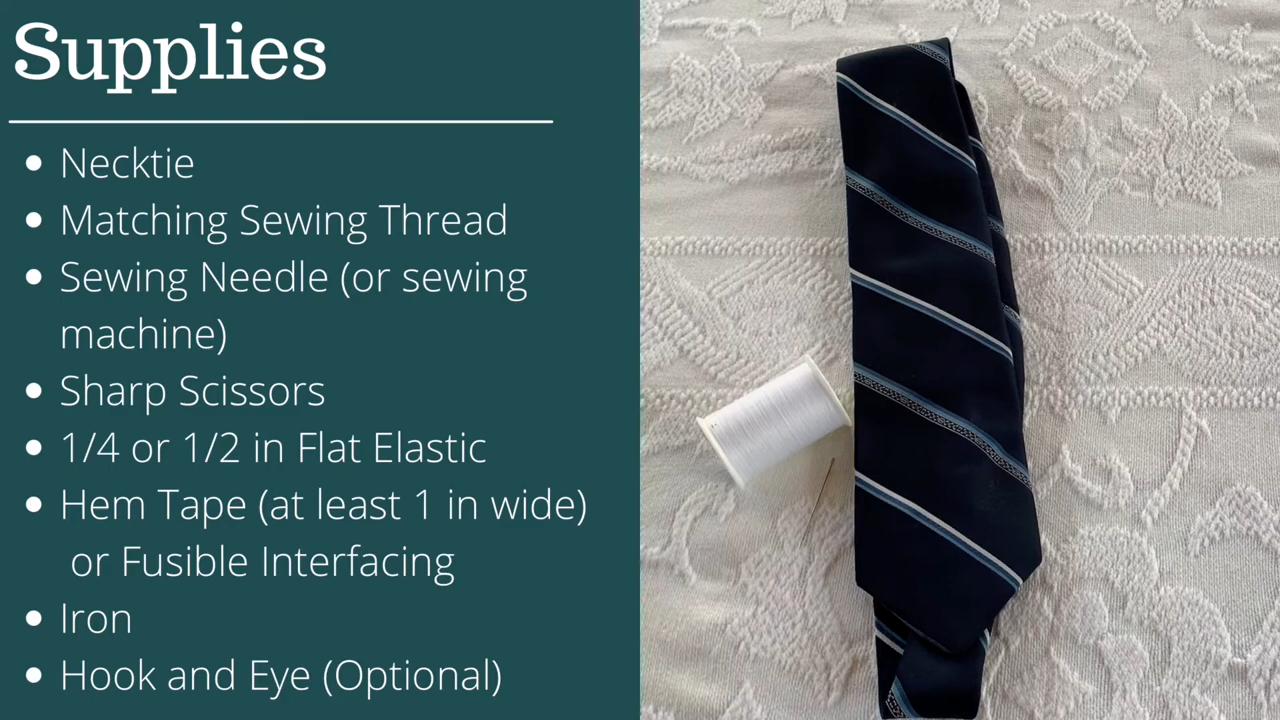 Supplies
• Necktie
• Matching Sewing Thread
• Sewing Needle (or sewing
machine)
• Sharp Scissors
• 1/4 or 1/2 in Flat Elastic
• Hem Tape (at least 1 in wide)
or Fusible Interfacing
• Iron
• Hook and Eye (Optional)